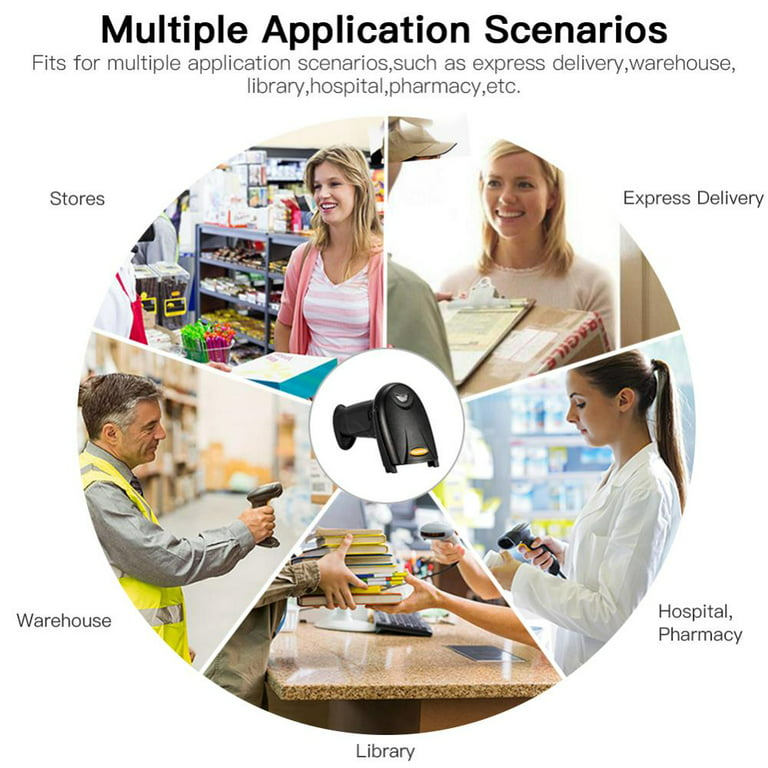 Multiple Application Scenarios
Fits for multiple application scenarios,such as express delivery,warehouse,
library,hospital,pharmacy,etc.
Stores
Express Delivery
FRAGILE
Warehouse
Hospital,
Pharmacy
Library